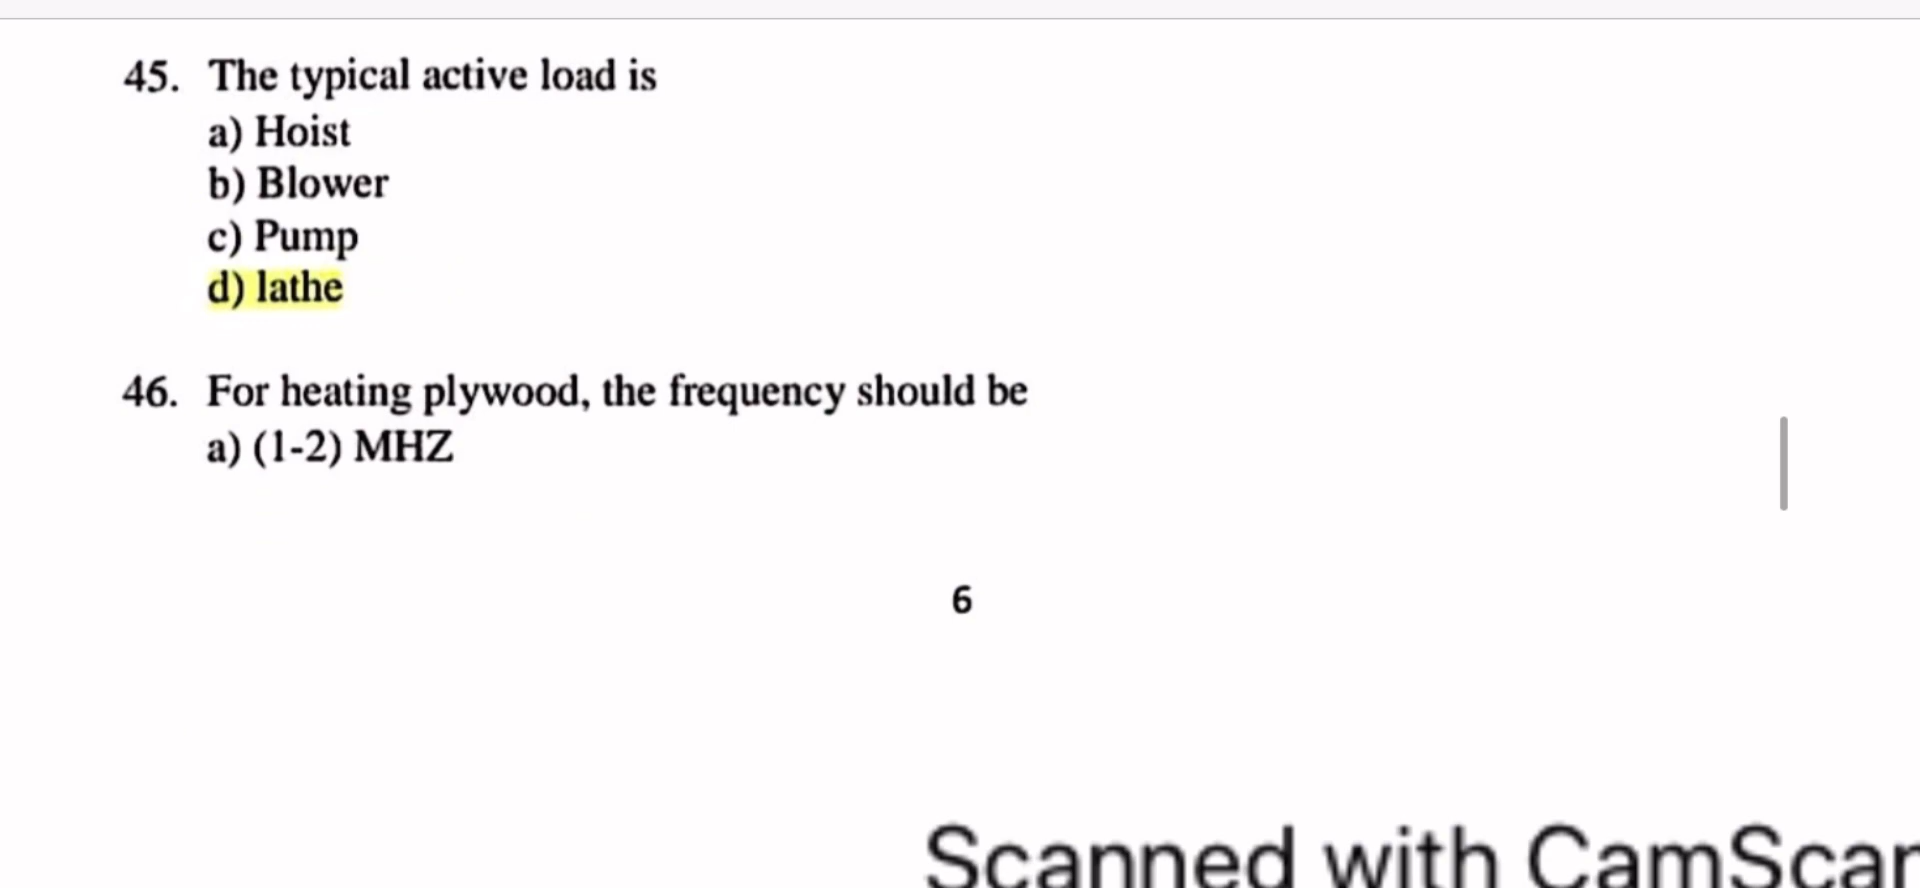 45. The typical active load is
a) Hoist
b) Blower
c) Pump
d) lathe
46. For heating plywood, the frequency should be
a) (1-2) MHZ
6
Scanned with CamScan